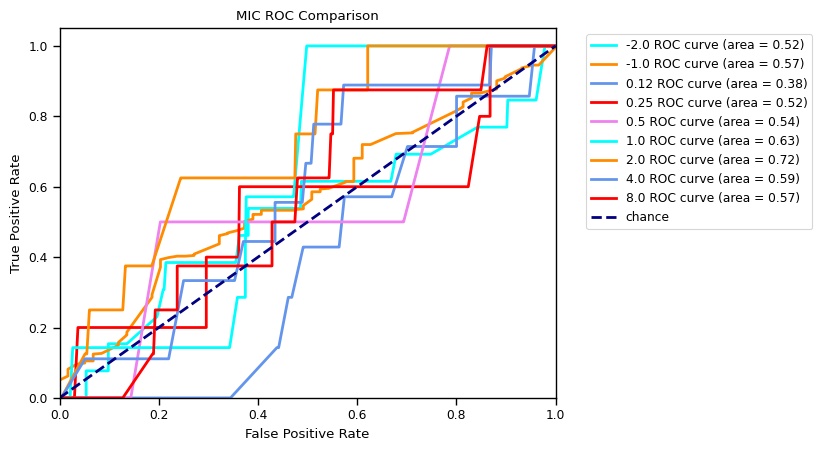 MIC ROC Comparison
True Positive Rate
1.0
0.8
0.6
0.4
0.2
0.0
0.0 0.2 0.4 0.6 0.8 1.0
False Positive Rate
-2.0 ROC curve (area = 0.52)
-1.0 ROC curve (area = 0.57)
0.12 ROC curve (area = 0.38)
0.25 ROC curve (area = 0.52)
0.5 ROC curve (area = 0.54)
1.0 ROC curve (area = 0.63)
2.0 ROC curve (area = 0.72)
4.0 ROC curve (area = 0.59)
8.0 ROC curve (area = 0.57)
chance